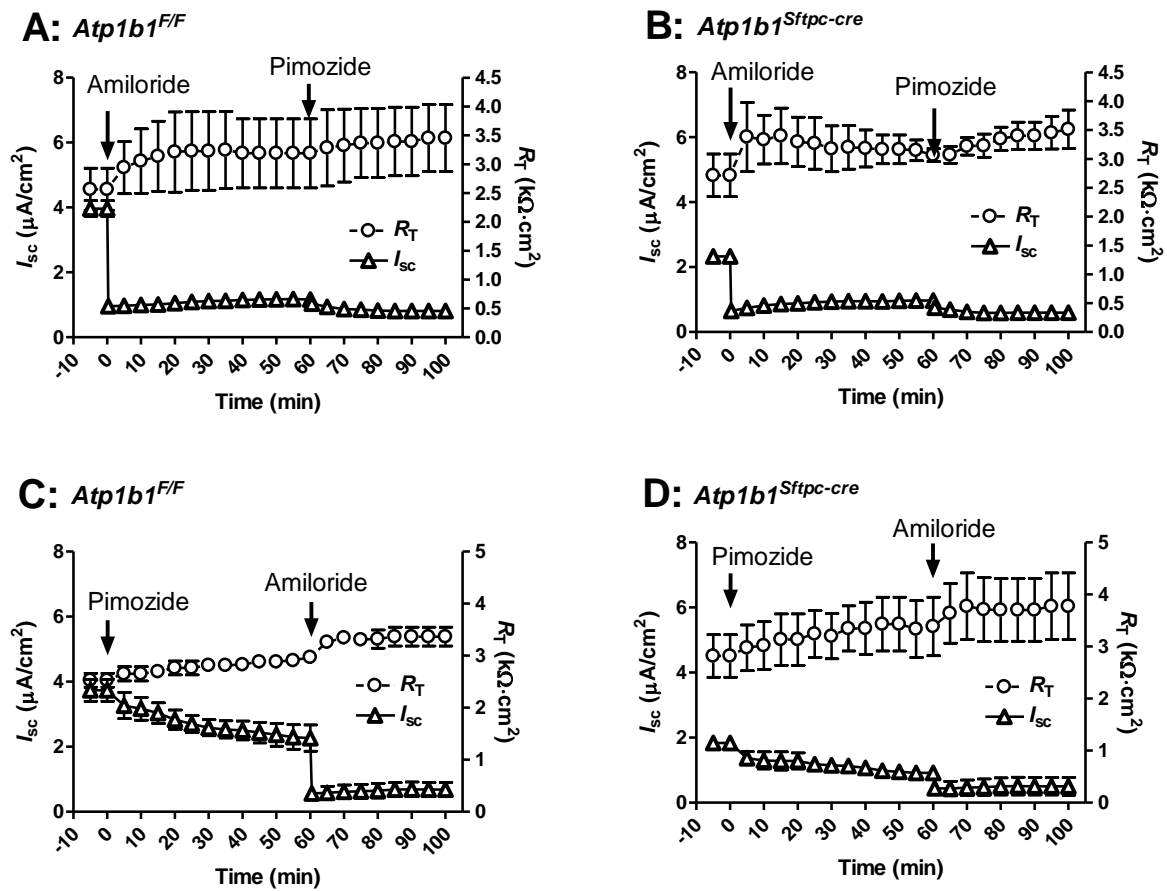 A: Atp1b1F/F
Amiloride
Pimozide
8
6
4
2
0
Isc (µA/cm2)
4.5
4.0
3.5
3.0
2.5
2.0
1.5
1.0
0.5
0.0
RT (kΩ·cm2)
RT
Isc
-10 0 10 20 30 40 50 60 70 80 90 100
Time (min)
B: Atp1b1Sftpc-cre
Amiloride
Pimozide
8
6
4
2
0
Isc (µA/cm2)
4.5
4.0
3.5
3.0
2.5
2.0
1.5
1.0
0.5
0.0
RT (kΩ·cm2)
RT
Isc
-10 0 10 20 30 40 50 60 70 80 90 100
Time (min)
C: Atp1b1F/F
Pimozide
Amiloride
8
6
4
2
0
Isc (µA/cm2)
5
4
3
2
1
0
RT (kΩ·cm2)
RT
Isc
-10 0 10 20 30 40 50 60 70 80 90 100
Time (min)
D: Atp1b1Sftpc-cre
Pimozide
Amiloride
8
6
4
2
0
Isc (µA/cm2)
5
4
3
2
1
0
RT (kΩ·cm2)
RT
Isc
-10 0 10 20 30 40 50 60 70 80 90 100
Time (min)